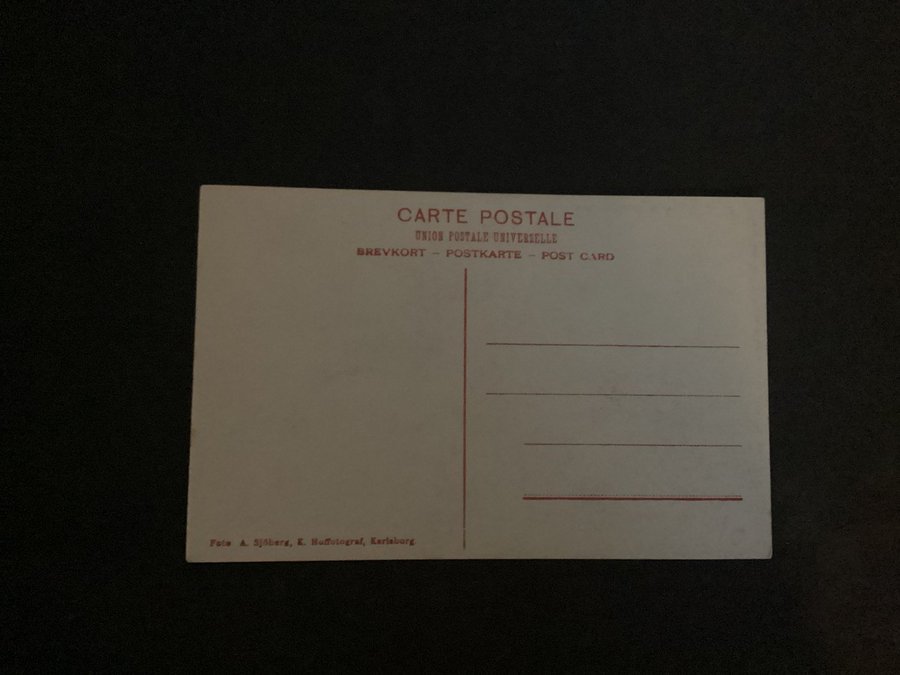 CARTE POSTALE
UNION POSTALE UNIVERSELLE
BREVKORT – POSTKARTE – POST CARD
Foto A. Sjöberg, K. Hoffotograf, Karlsborg.